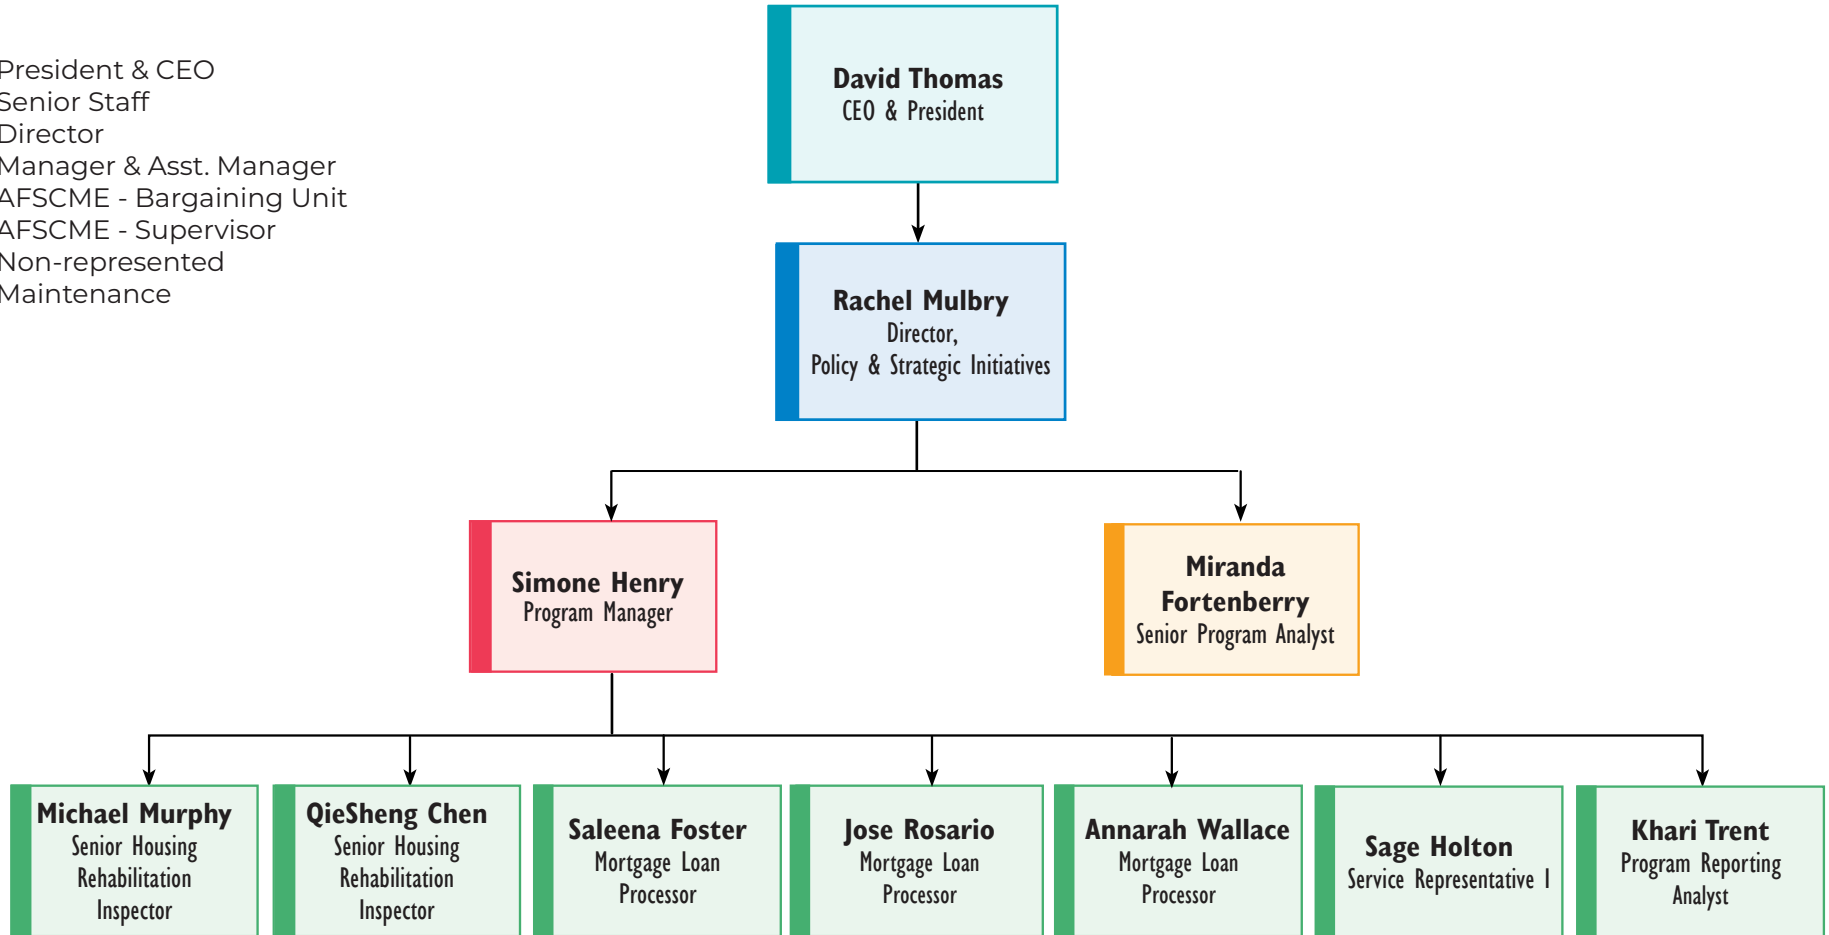 President & CEO
Senior Staff
Director
Manager & Asst. Manager
AFSCME - Bargaining Unit
AFSCME - Supervisor
Non-represented
Maintenance
David Thomas
CEO & President
Rachel Mulbry
Director,
Policy & Strategic Initiatives
Simone Henry
Program Manager
Miranda
Fortenberry
Senior Program Analyst
Michael Murphy
Senior Housing
Rehabilitation
Inspector
QieSheng Chen
Senior Housing
Rehabilitation
Inspector
Saleena Foster
Mortgage Loan
Processor
Jose Rosario
Mortgage Loan
Processor
Annarah Wallace
Mortgage Loan
Processor
Sage Holton
Service Representative I
Khari Trent
Program Reporting
Analyst